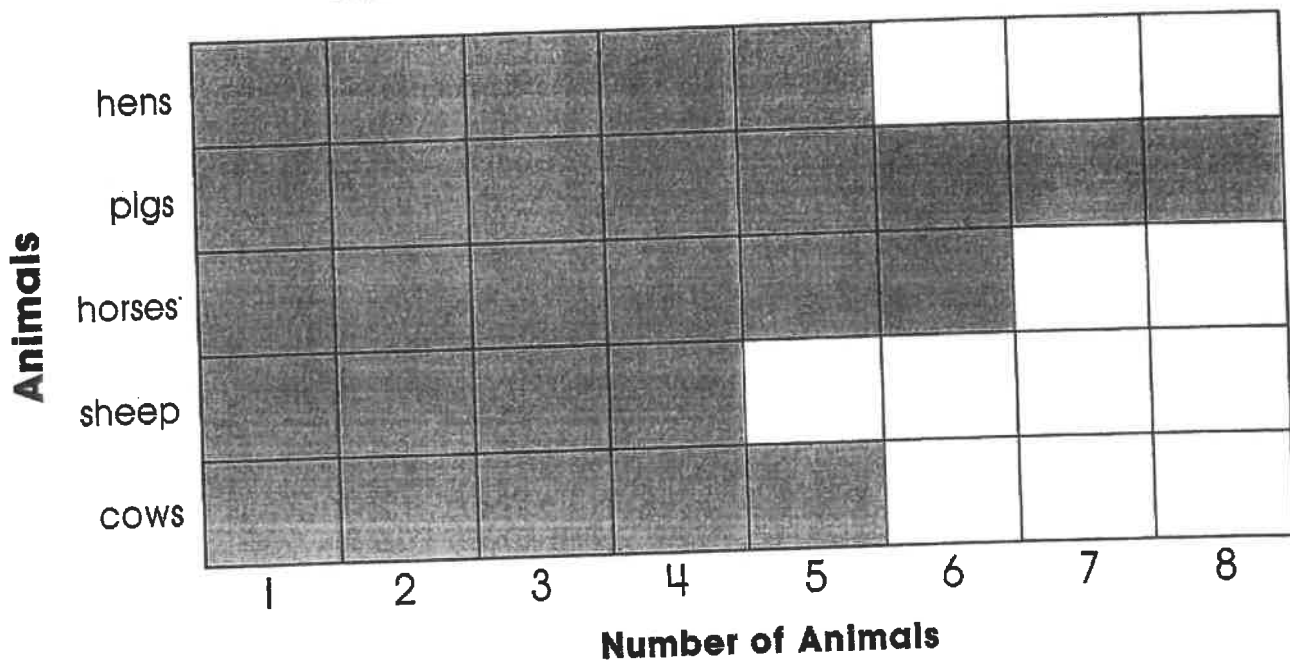 Animals
hens
pigs
horses
sheep
cows
1 2 3 4 5 6 7 8
Number of Animals